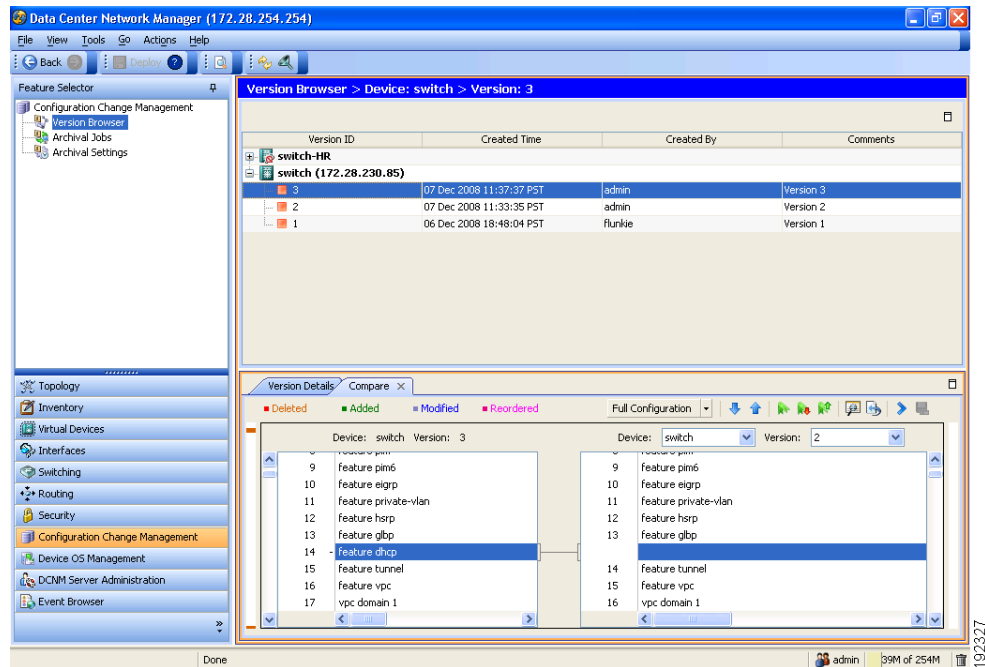 Data Center Network Manager (172.28.254.254)
File View Tools Go Actions Help
Back Deploy
Feature Selector
Configuration Change Management
Version Browser
Archival Jobs
Archival Settings
Topology
Inventory
Virtual Devices
Interfaces
Switching
Routing
Security
Configuration Change Management
Device OS Management
DCNM Server Administration
Event Browser
Version Browser > Device: switch > Version: 3
Version ID Created Time Created By Comments
switch-HR
switch (172.28.230.85)
3 07 Dec 2008 11:37:37 PST admin Version 3
2 07 Dec 2008 11:33:35 PST admin Version 2
1 06 Dec 2008 18:48:04 PST flunkie Version 1
Version Details Compare
Deleted Added Modified Reordered Full Configuration
Device: switch Version: 3
8 feature pim
9 feature pim6
10 feature eigrp
11 feature private-vlan
12 feature hsrp
13 feature glbp
14 - feature dhcp
15 feature tunnel
16 feature vpc
17 vpc domain 1
Device: switch Version: 2
8 feature pim
9 feature pim6
10 feature eigrp
11 feature private-vlan
12 feature hsrp
13 feature glbp
14 feature tunnel
15 feature vpc
16 vpc domain 1
Done admin 39M of 254M
192327